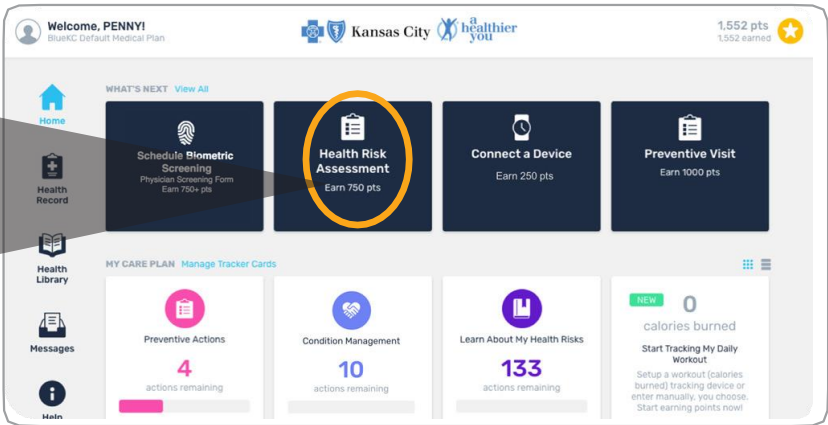 Welcome, PENNY!
BlueKC Default Medical Plan
Kansas City
a
healthier
you
1,552 pts
1,552 earned
WHAT'S NEXT View All
Home
Health
Record
Health
Library
Messages
Help
Schedule Biometric
Screening
Physician Screening Form
Earn 750+ pts
Health Risk
Assessment
Earn 750 pts
Connect a Device
Earn 250 pts
Preventive Visit
Earn 1000 pts
MY CARE PLAN Manage Tracker Cards
Preventive Actions
4
actions remaining
Condition Management
10
actions remaining
Learn About My Health Risks
133
actions remaining
NEW
0
calories burned
Start Tracking My Daily
Workout
Setup a workout (calories
burned) tracking device or
enter manually, you choose.
Start earning points now!